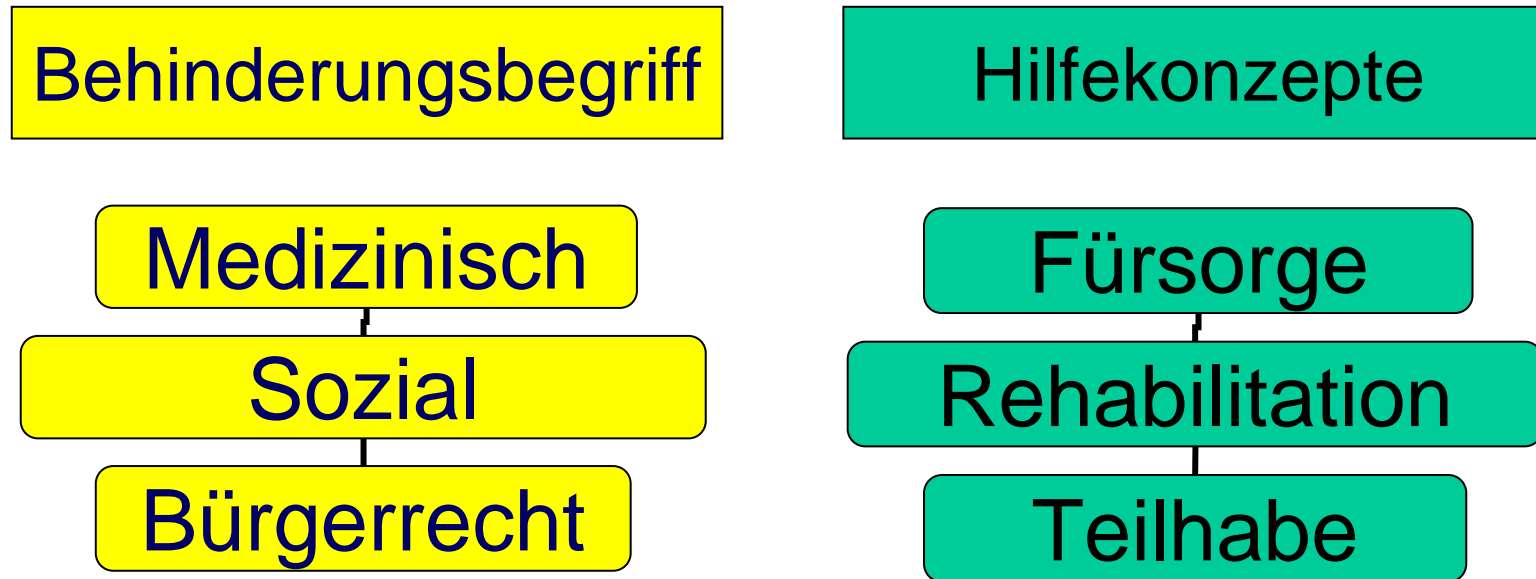 Behinderungsbegriff
Medizinisch
Sozial
Bürgerrecht
Hilfekonzepte
Fürsorge
Rehabilitation
Teilhabe